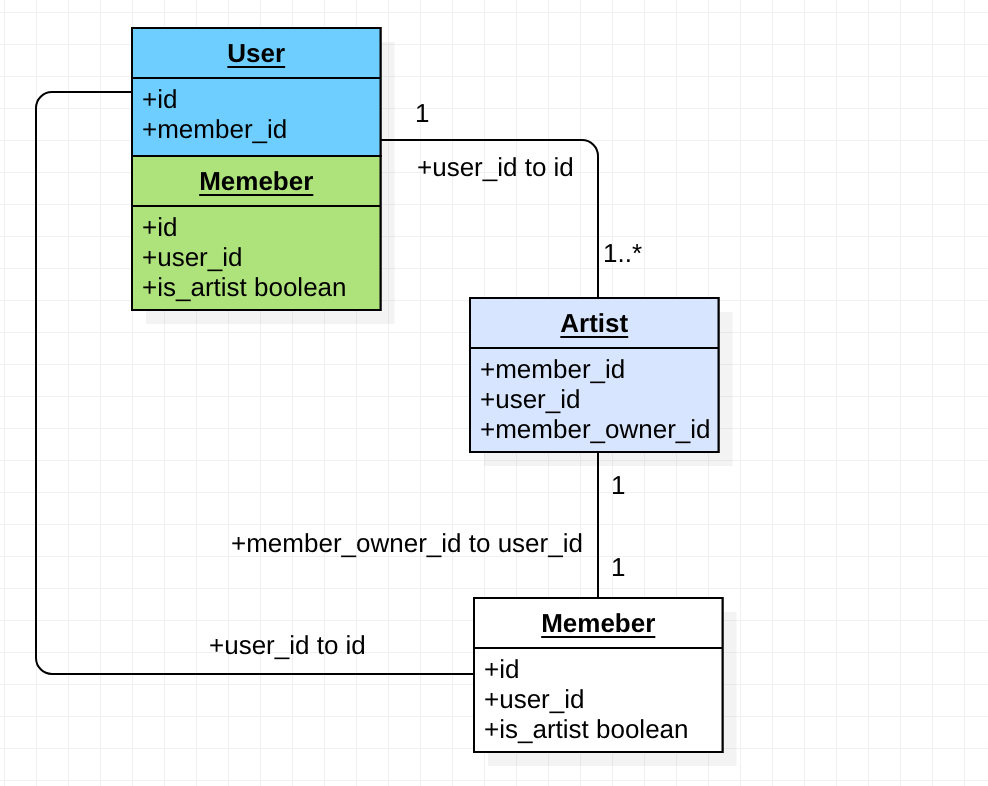 User
+id
+member_id
Memeber
+id
+user_id
+is_artist boolean
1
+user_id to id
1..*
Artist
+member_id
+user_id
+member_owner_id
1
+member_owner_id to user_id
1
+user_id to id
Memeber
+id
+user_id
+is_artist boolean